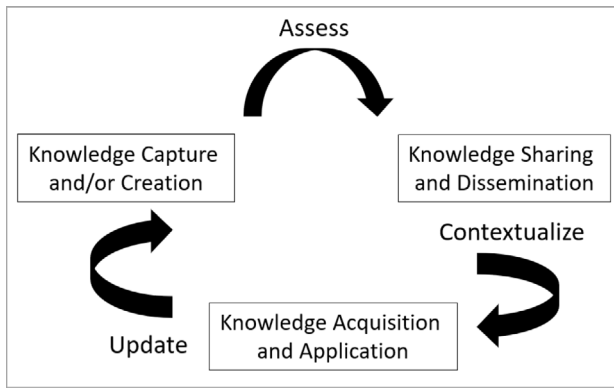 Assess
Knowledge Capture
and/or Creation
Knowledge Sharing
and Dissemination
Contextualize
Knowledge Acquisition
and Application
Update